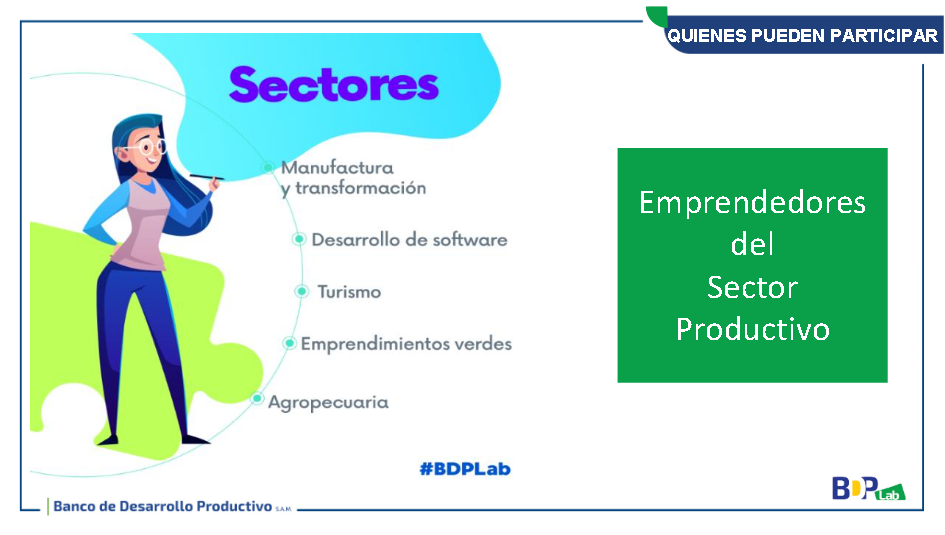 QUIENES PUEDEN PARTICIPAR
Sectores
Manufactura
y transformación
Desarrollo de software
Turismo
Emprendimientos verdes
Agropecuaria
#BDPLab
Emprendedores
del
Sector
Productivo
Banco de Desarrollo Productivo S.A.M.
BDP Lab